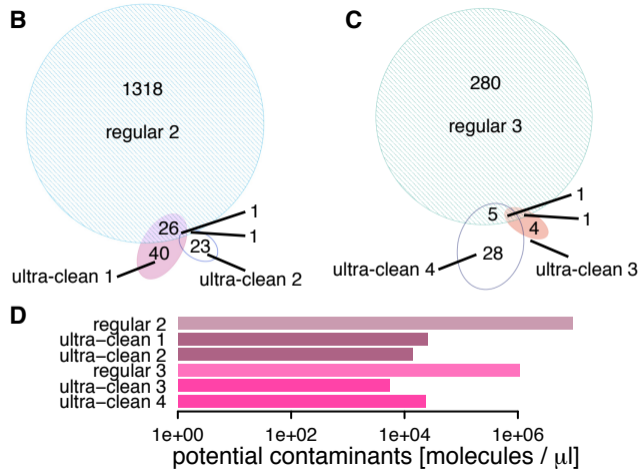 B
1318
regular 2
26
1
1
40
23
ultra-clean 1
ultra-clean 2
C
280
regular 3
5
1
1
4
28
ultra-clean 4
ultra-clean 3
D
regular 2
ultra−clean 1
ultra−clean 2
regular 3
ultra−clean 3
ultra−clean 4
1e+00 1e+02 1e+04 1e+06
potential contaminants [molecules / μl]